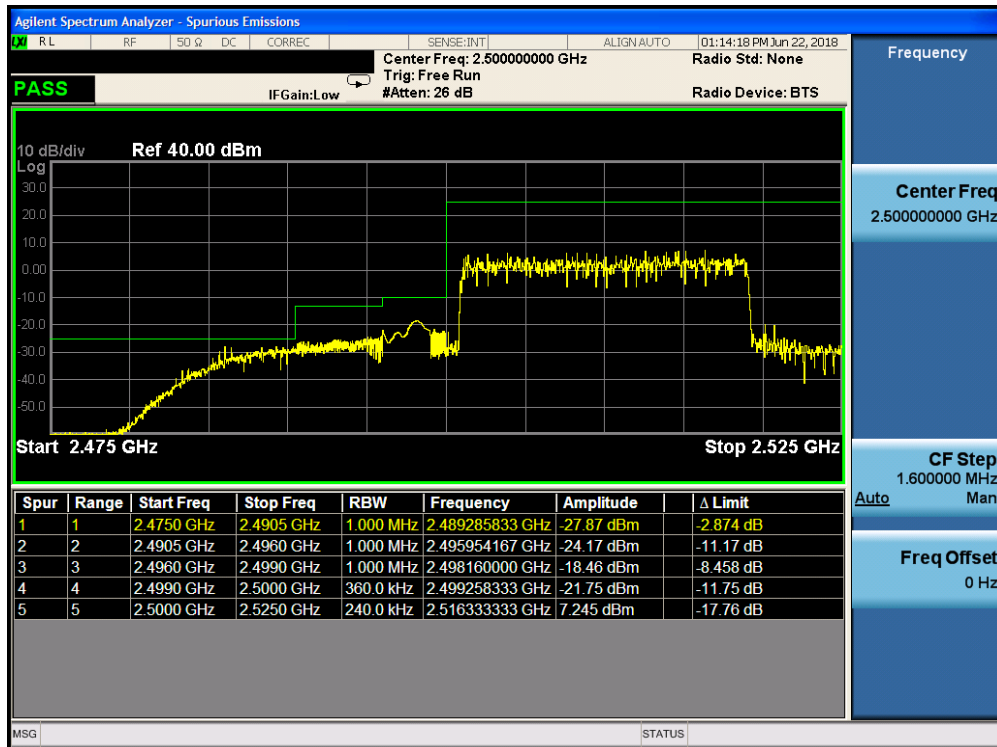 Agilent Spectrum Analyzer - Spurious Emissions
LXI RL RF 50 Ω DC CORREC SENSE:INT ALIGN AUTO 01:14:18 PM Jun 22, 2018
Center Freq: 2.500000000 GHz Radio Std: None
Trig: Free Run
PASS IFGain:Low #Atten: 26 dB Radio Device: BTS
10 dB/div Ref 40.00 dBm
Log
30.0
20.0
10.0
0.00
-10.0
-20.0
-30.0
-40.0
-50.0
Start 2.475 GHz Stop 2.525 GHz
Spur Range Start Freq Stop Freq RBW Frequency Amplitude Δ Limit
1 1 2.4750 GHz 2.4905 GHz 1.000 MHz 2.489285833 GHz -27.87 dBm -2.874 dB
2 2 2.4905 GHz 2.4960 GHz 1.000 MHz 2.495954167 GHz -24.17 dBm -11.17 dB
3 3 2.4960 GHz 2.4990 GHz 1.000 MHz 2.498160000 GHz -18.46 dBm -8.458 dB
4 4 2.4990 GHz 2.5000 GHz 360.0 kHz 2.499258333 GHz -21.75 dBm -11.75 dB
5 5 2.5000 GHz 2.5250 GHz 240.0 kHz 2.516333333 GHz 7.245 dBm -17.76 dB
MSG STATUS
Frequency
Center Freq
2.500000000 GHz
CF Step
1.600000 MHz
Auto Man
Freq Offset
0 Hz